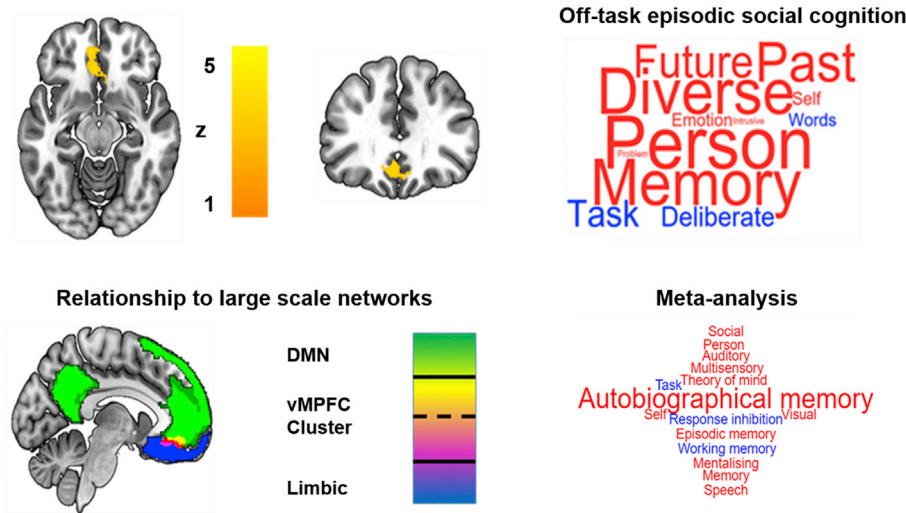 Off-task episodic social cognition
5
z
1
Future Past
Diverse
Self
Emotion Intrusive
Words
Person
Problem
Memory
Task Deliberate
Relationship to large scale networks
DMN
vMPFC
Cluster
Limbic
Meta-analysis
Social
Person
Auditory
Multisensory
Theory of mind
Task
Autobiographical memory
Self Visual
Response inhibition
Episodic memory
Working memory
Mentalising
Memory
Speech